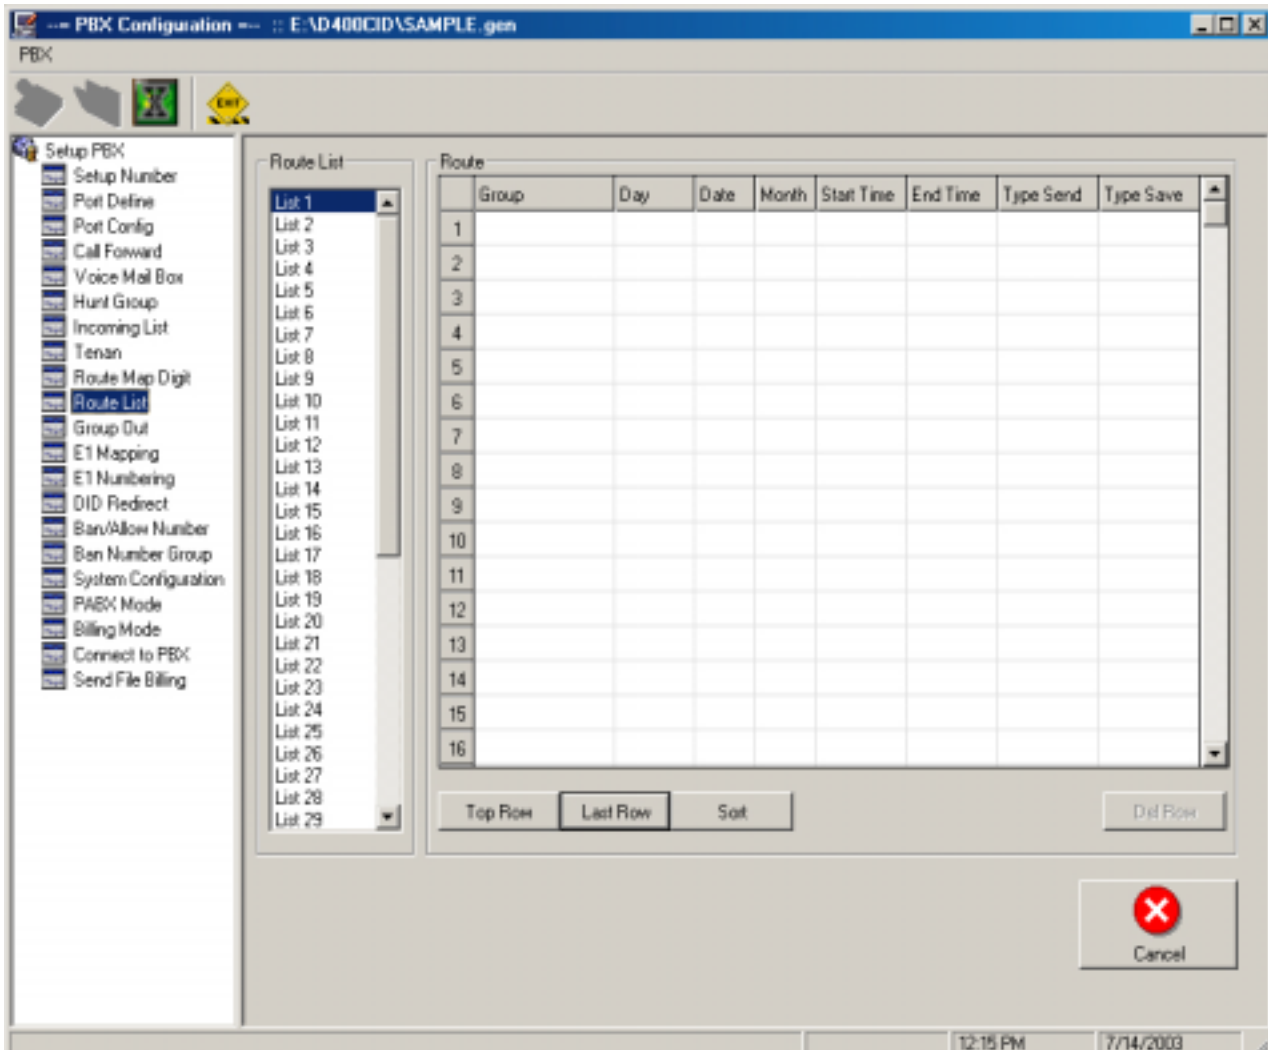 --= PBX Configuration =-- :: E:\D400CID\SAMPLE.gen
PBX
EXIT
Setup PBX
Setup Number
Port Define
Port Config
Call Forward
Voice Mail Box
Hunt Group
Incoming List
Tenan
Route Map Digit
Route List
Group Out
E1 Mapping
E1 Numbering
DID Redirect
Ban/Allow Number
Ban Number Group
System Configuration
PABX Mode
Billing Mode
Connect to PBX
Send File Billing
Route List
List 1
List 2
List 3
List 4
List 5
List 6
List 7
List 8
List 9
List 10
List 11
List 12
List 13
List 14
List 15
List 16
List 17
List 18
List 19
List 20
List 21
List 22
List 23
List 24
List 25
List 26
List 27
List 28
List 29
Route
Group Day Date Month Start Time End Time Type Send Type Save
1
2
3
4
5
6
7
8
9
10
11
12
13
14
15
16
Top Row Last Row Sort Del Row
Cancel
12:15 PM 7/14/2003